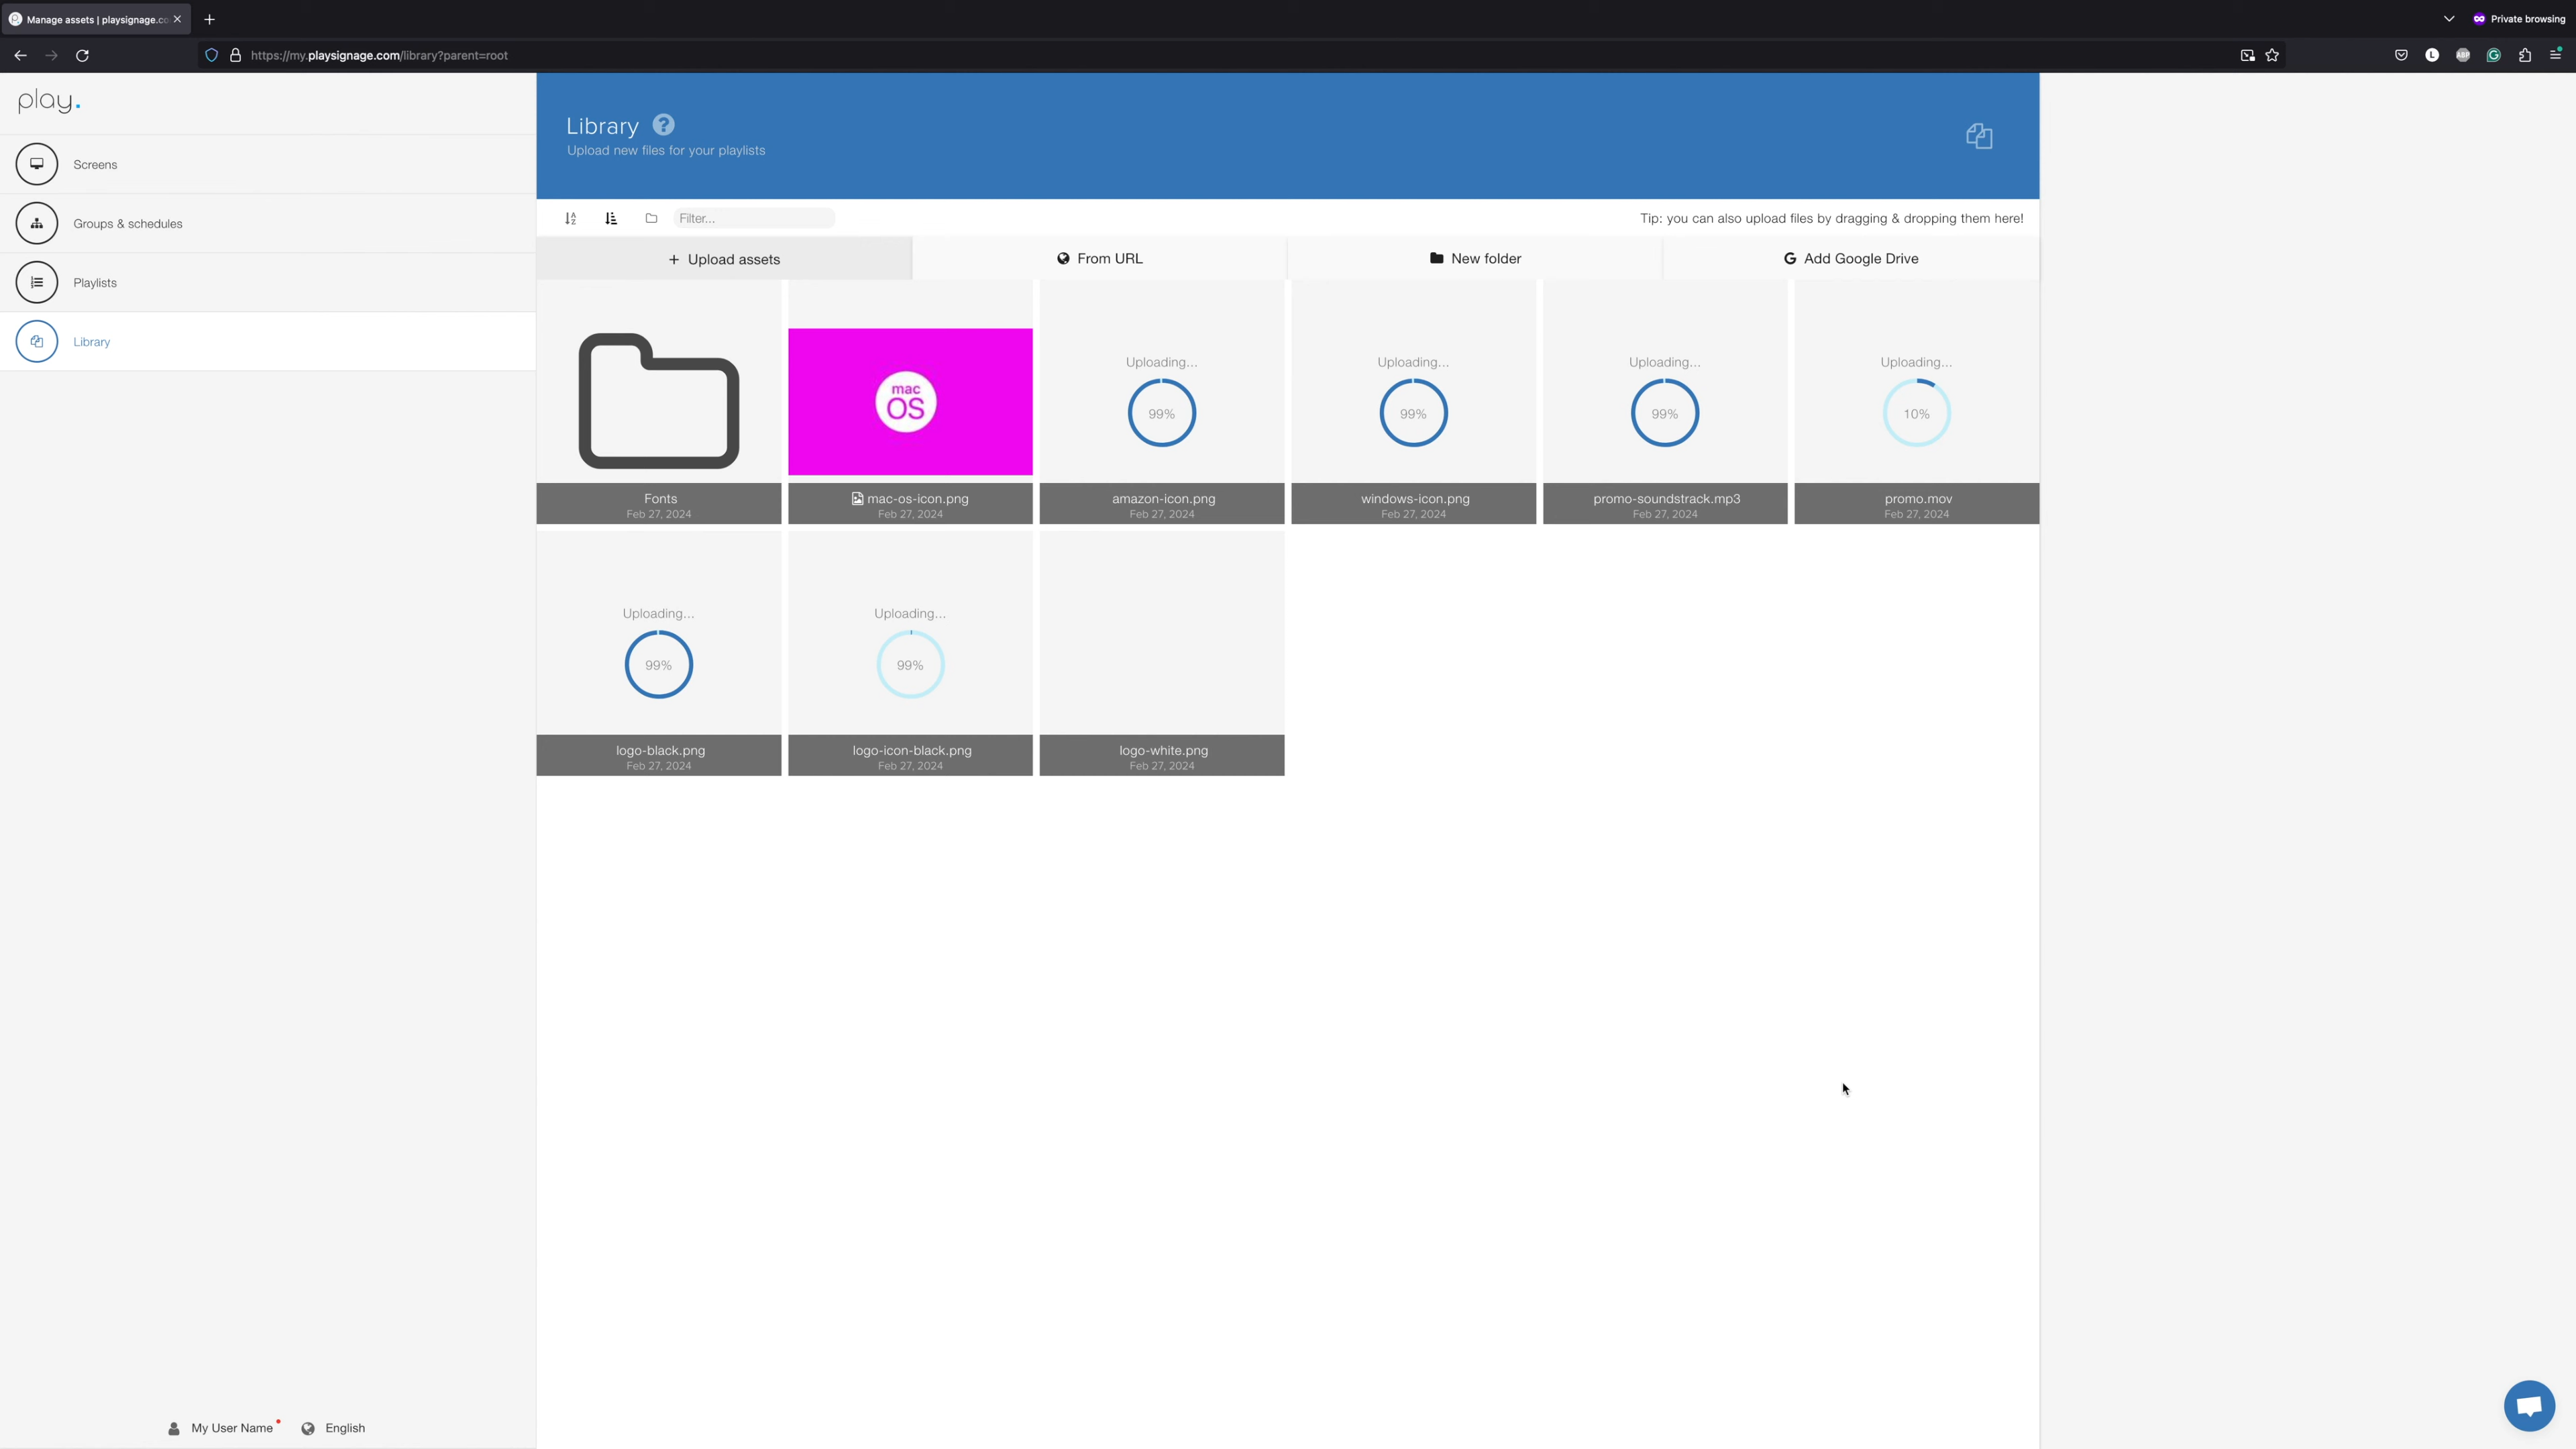 Manage assets | playsignage.co
Private browsing
https://my.playsignage.com/library?parent=root
L
ABP
G
play.
Screens
Groups & schedules
Playlists
Library
Library ?
Upload new files for your playlists
Filter...
Tip: you can also upload files by dragging & dropping them here!
+ Upload assets
From URL
New folder
G Add Google Drive
mac
OS
Uploading...
99%
Uploading...
99%
Uploading...
99%
Uploading...
10%
Fonts
Feb 27, 2024
mac-os-icon.png
Feb 27, 2024
amazon-icon.png
Feb 27, 2024
windows-icon.png
Feb 27, 2024
promo-soundstrack.mp3
Feb 27, 2024
promo.mov
Feb 27, 2024
Uploading...
99%
Uploading...
99%
logo-black.png
Feb 27, 2024
logo-icon-black.png
Feb 27, 2024
logo-white.png
Feb 27, 2024
My User Name
English